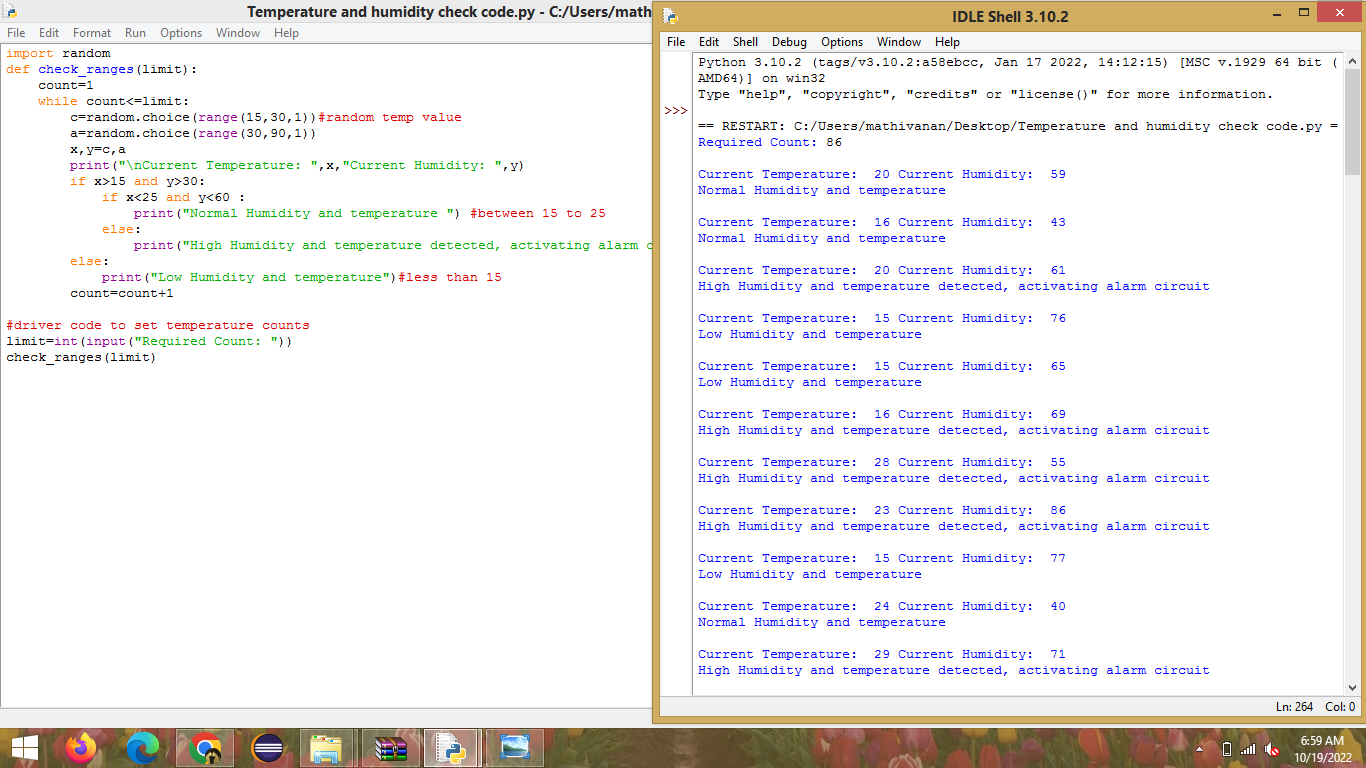 Temperature and humidity check code.py - C:/Users/math
File Edit Format Run Options Window Help
import random
def check_ranges(limit):
    count=1
    while count<=limit:
        c=random.choice(range(15,30,1))#random temp value
        a=random.choice(range(30,90,1))
        x,y=c,a
        print("\nCurrent Temperature: ",x,"Current Humidity: ",y)
        if x>15 and y>30:
            if x<25 and y<60 :
                print("Normal Humidity and temperature ") #between 15 to 25
            else:
                print("High Humidity and temperature detected, activating alarm c
        else:
            print("Low Humidity and temperature")#less than 15
        count=count+1

#driver code to set temperature counts
limit=int(input("Required Count: "))
check_ranges(limit)
IDLE Shell 3.10.2
File Edit Shell Debug Options Window Help
Python 3.10.2 (tags/v3.10.2:a58ebcc, Jan 17 2022, 14:12:15) [MSC v.1929 64 bit (
AMD64)] on win32
Type "help", "copyright", "credits" or "license()" for more information.
>>>
== RESTART: C:/Users/mathivanan/Desktop/Temperature and humidity check code.py =
Required Count: 86

Current Temperature:  20 Current Humidity:  59
Normal Humidity and temperature

Current Temperature:  16 Current Humidity:  43
Normal Humidity and temperature

Current Temperature:  20 Current Humidity:  61
High Humidity and temperature detected, activating alarm circuit

Current Temperature:  15 Current Humidity:  76
Low Humidity and temperature

Current Temperature:  15 Current Humidity:  65
Low Humidity and temperature

Current Temperature:  16 Current Humidity:  69
High Humidity and temperature detected, activating alarm circuit

Current Temperature:  28 Current Humidity:  55
High Humidity and temperature detected, activating alarm circuit

Current Temperature:  23 Current Humidity:  86
High Humidity and temperature detected, activating alarm circuit

Current Temperature:  15 Current Humidity:  77
Low Humidity and temperature

Current Temperature:  24 Current Humidity:  40
Normal Humidity and temperature

Current Temperature:  29 Current Humidity:  71
High Humidity and temperature detected, activating alarm circuit
Ln: 264 Col: 0
6:59 AM
10/19/2022